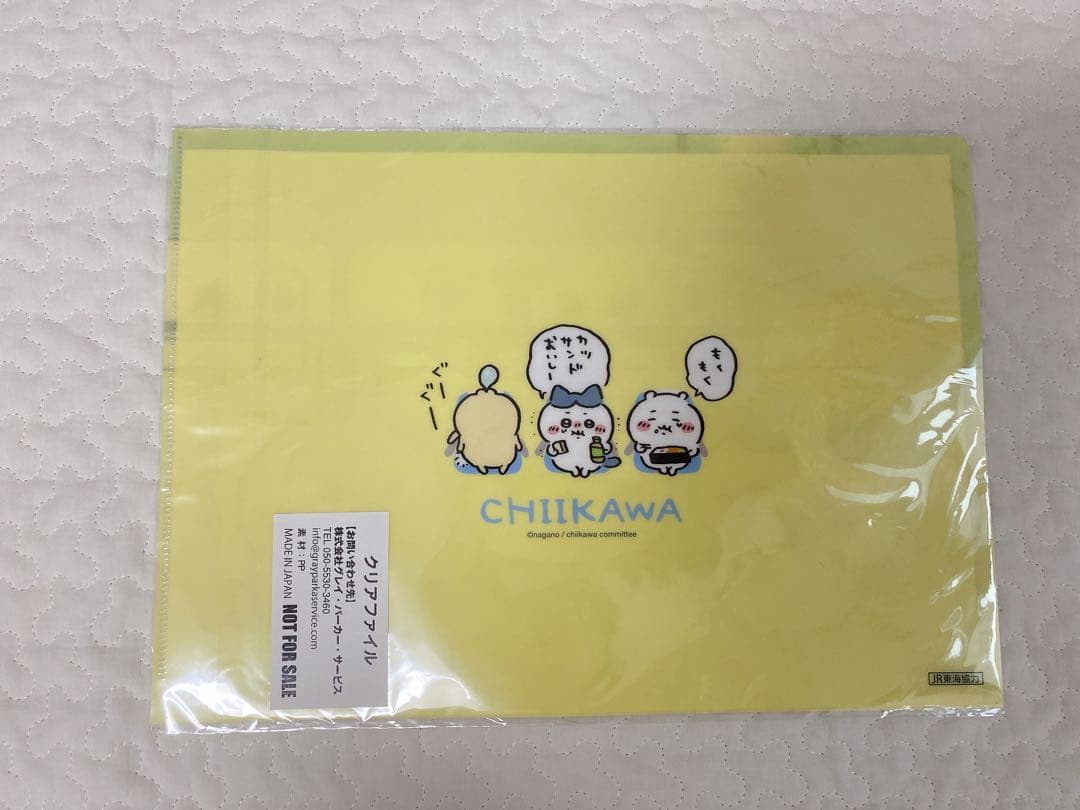 ぐー
ぐー
カツ
サンド
おいしー
もく
もく
CHIIKAWA
©nagano / chiikawa committee
クリアファイル
【お問い合わせ先】
株式会社グレイ・パーカー・サービス
TEL 050-5530-3460
info@grayparkaservice.com
素 材：PP
MADE IN JAPAN NOT FOR SALE
JR東海協力